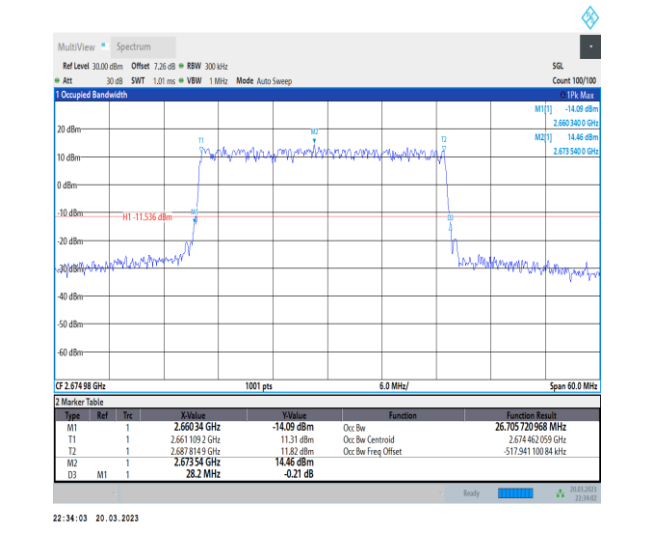 MultiView Spectrum
Ref Level 30.00 dBm Offset 7.26 dB RBW 300 kHz SGL
Att 30 dB SWT 1.01 ms VBW 1 MHz Mode Auto Sweep Count 100/100
1 Occupied Bandwidth 1Pk Max
M1[1] -14.09 dBm
2.660 340 0 GHz
M2[1] 14.46 dBm
2.673 540 0 GHz
20 dBm
M2
T1
T2
10 dBm
0 dBm
-10 dBm
H1 -11.536 dBm
D3
-20 dBm
-30 dBm
-40 dBm
-50 dBm
-60 dBm
CF 2.674 98 GHz 1001 pts 6.0 MHz/ Span 60.0 MHz
2 Marker Table
Type Ref Trc X-Value Y-Value Function Function Result
M1 1 2.660 34 GHz -14.09 dBm Occ Bw 26.705 720 968 MHz
T1 1 2.661 109 2 GHz 11.31 dBm Occ Bw Centroid 2.674 462 059 GHz
T2 1 2.687 814 9 GHz 11.82 dBm Occ Bw Freq Offset -517.941 100 84 kHz
M2 1 2.673 54 GHz 14.46 dBm
D3 M1 1 28.2 MHz -0.21 dB
Ready 20.03.2023
22:34:02
22:34:03 20.03.2023